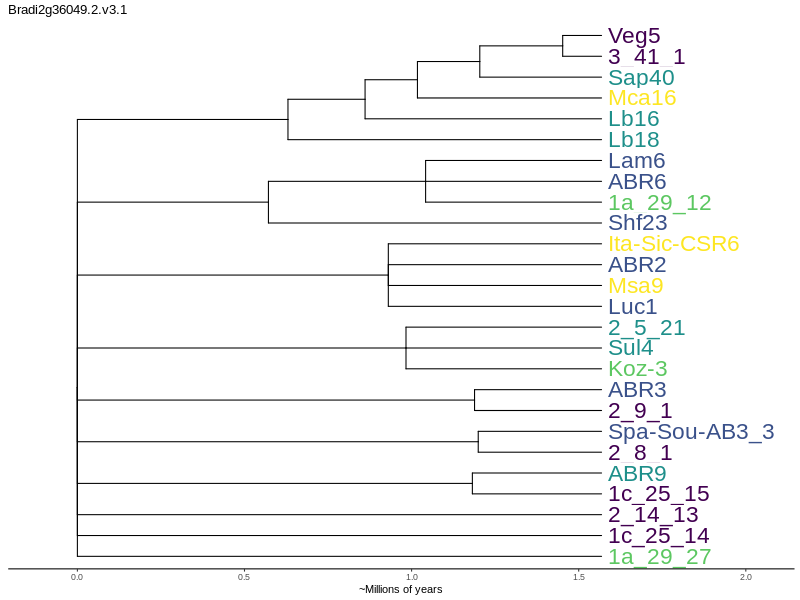 Bradi2g36049.2.v3.1
Veg5
3_41_1
Sap40
Mca16
Lb16
Lb18
Lam6
ABR6
1a_29_12
Shf23
Ita-Sic-CSR6
ABR2
Msa9
Luc1
2_5_21
Sul4
Koz-3
ABR3
2_9_1
Spa-Sou-AB3_3
2_8_1
ABR9
1c_25_15
2_14_13
1c_25_14
1a_29_27
0.0 0.5 1.0 1.5 2.0
~Millions of years